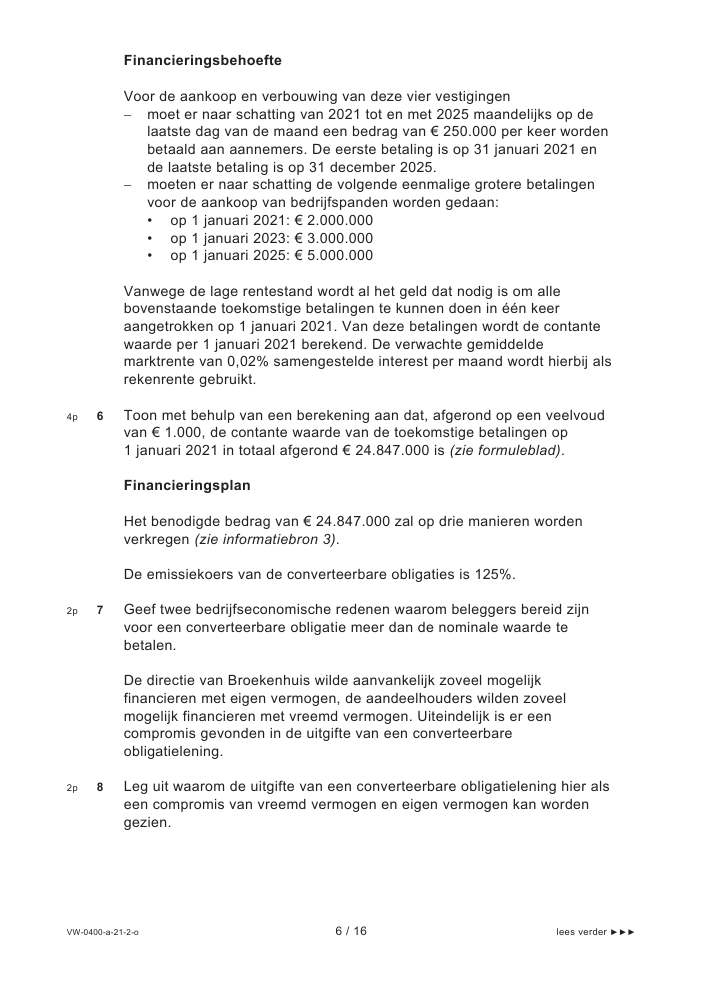 Financieringsbehoefte
Voor de aankoop en verbouwing van deze vier vestigingen
– moet er naar schatting van 2021 tot en met 2025 maandelijks op de
laatste dag van de maand een bedrag van € 250.000 per keer worden
betaald aan aannemers. De eerste betaling is op 31 januari 2021 en
de laatste betaling is op 31 december 2025.
– moeten er naar schatting de volgende eenmalige grotere betalingen
voor de aankoop van bedrijfspanden worden gedaan:
• op 1 januari 2021: € 2.000.000
• op 1 januari 2023: € 3.000.000
• op 1 januari 2025: € 5.000.000
Vanwege de lage rentestand wordt al het geld dat nodig is om alle
bovenstaande toekomstige betalingen te kunnen doen in één keer
aangetrokken op 1 januari 2021. Van deze betalingen wordt de contante
waarde per 1 januari 2021 berekend. De verwachte gemiddelde
marktrente van 0,02% samengestelde interest per maand wordt hierbij als
rekenrente gebruikt.
4p 6 Toon met behulp van een berekening aan dat, afgerond op een veelvoud
van € 1.000, de contante waarde van de toekomstige betalingen op
1 januari 2021 in totaal afgerond € 24.847.000 is (zie formuleblad).
Financieringsplan
Het benodigde bedrag van € 24.847.000 zal op drie manieren worden
verkregen (zie informatiebron 3).
De emissiekoers van de converteerbare obligaties is 125%.
2p 7 Geef twee bedrijfseconomische redenen waarom beleggers bereid zijn
voor een converteerbare obligatie meer dan de nominale waarde te
betalen.
De directie van Broekenhuis wilde aanvankelijk zoveel mogelijk
financieren met eigen vermogen, de aandeelhouders wilden zoveel
mogelijk financieren met vreemd vermogen. Uiteindelijk is er een
compromis gevonden in de uitgifte van een converteerbare
obligatielening.
2p 8 Leg uit waarom de uitgifte van een converteerbare obligatielening hier als
een compromis van vreemd vermogen en eigen vermogen kan worden
gezien.
VW-0400-a-21-2-o 6 / 16 lees verder ►►►